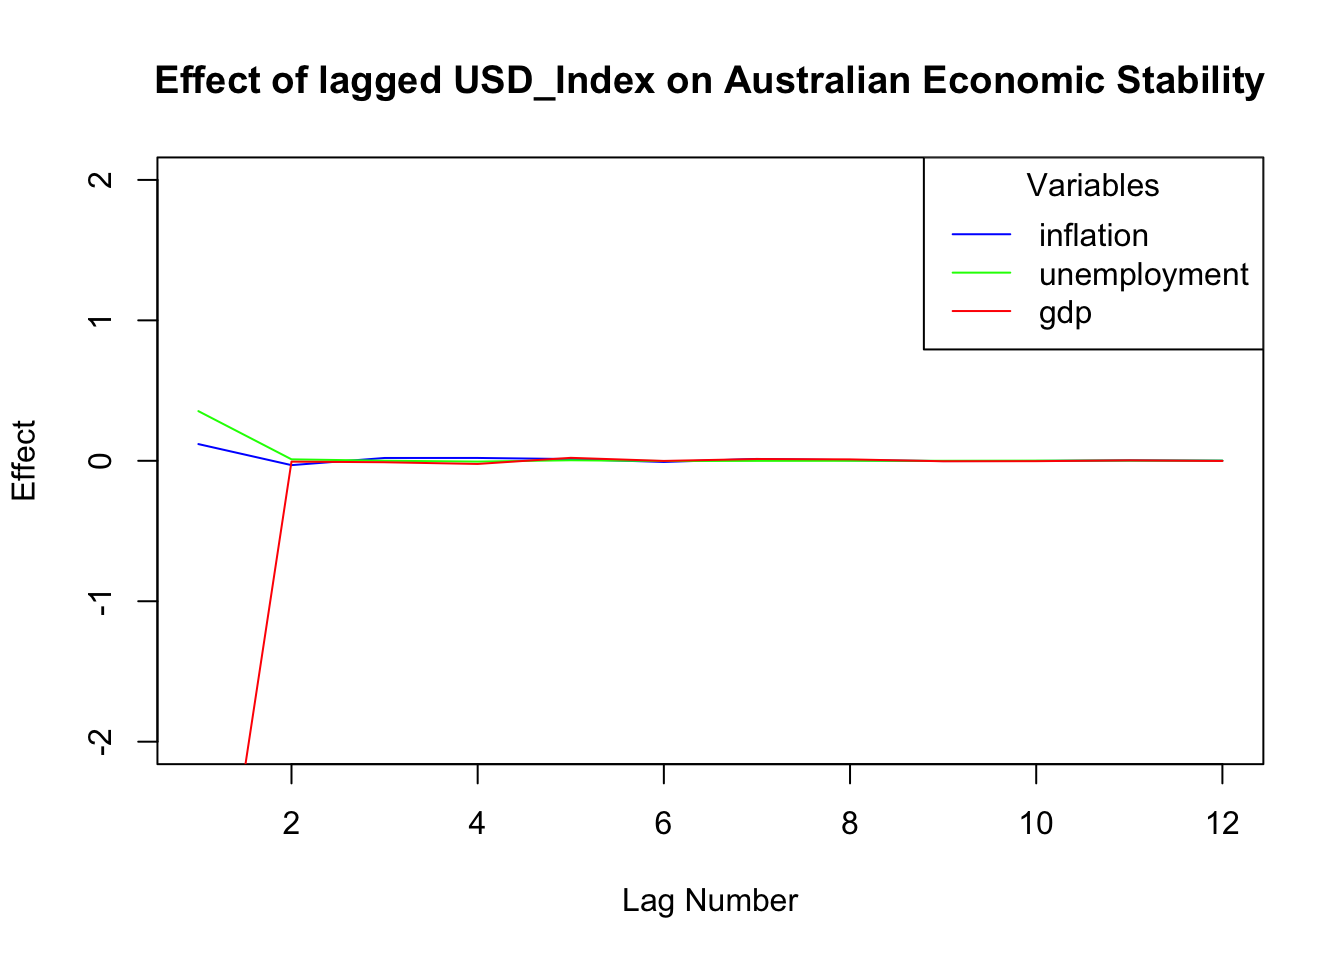 Effect of lagged USD_Index on Australian Economic Stability
Variables
inflation
unemployment
gdp
2
1
0
-1
-2
Effect
2 4 6 8 10 12
Lag Number